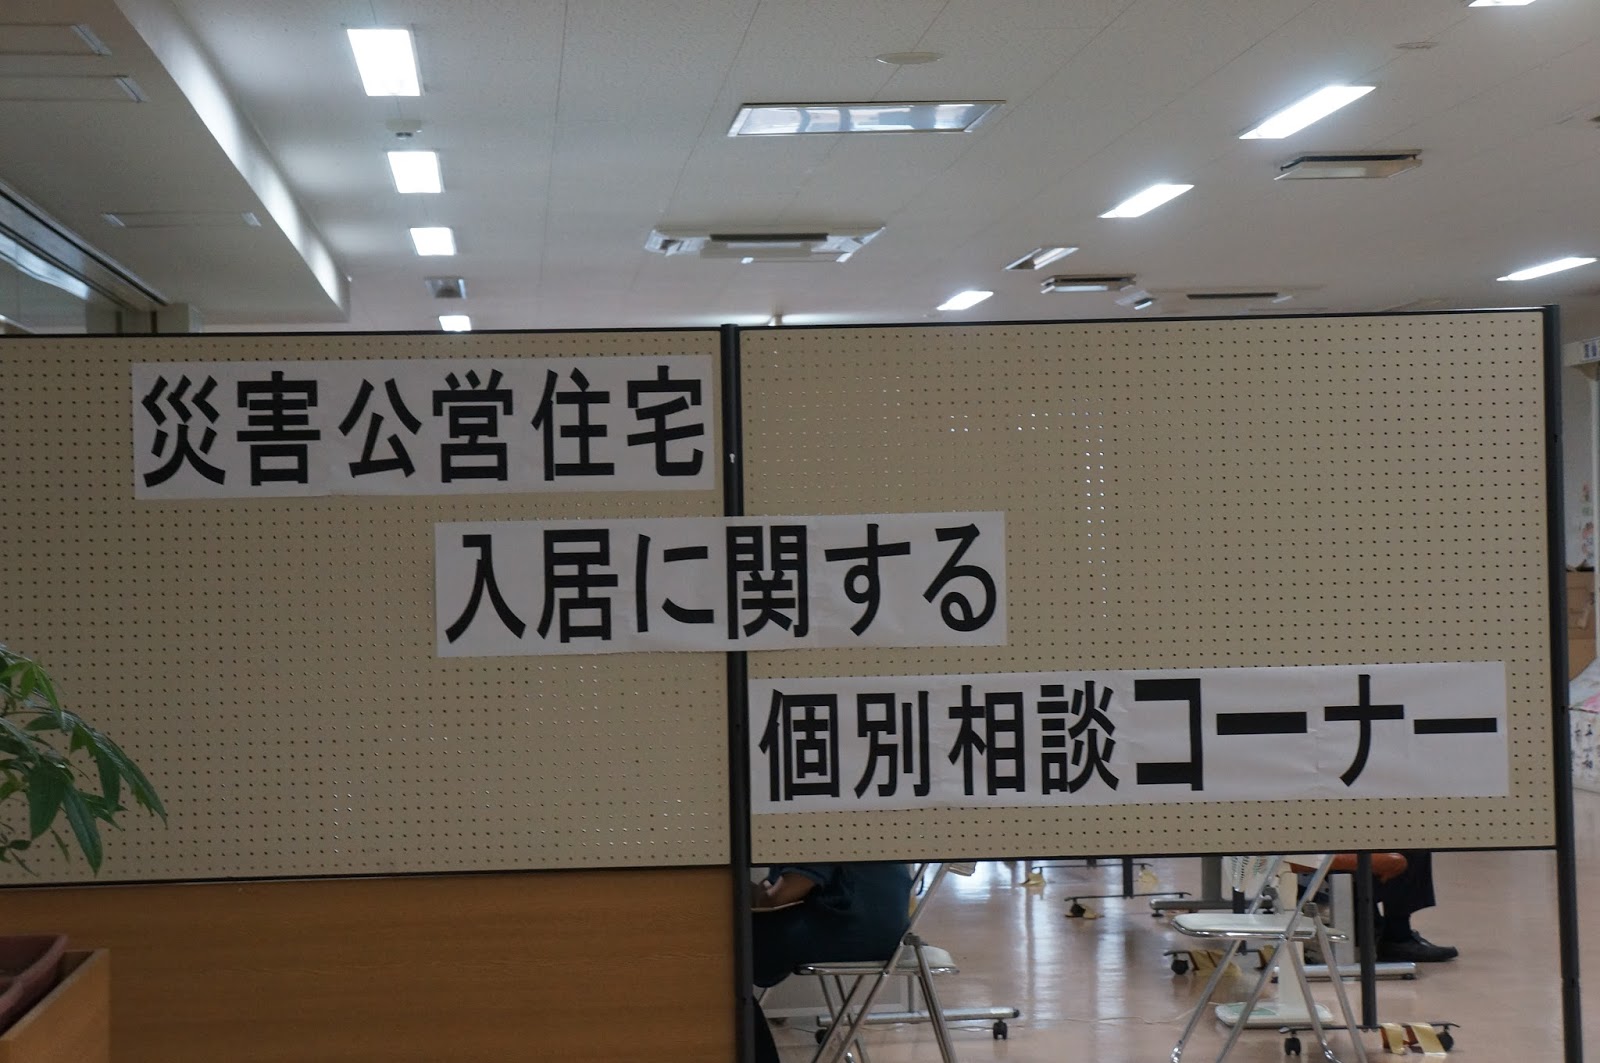 災害公営住宅
入居に関する
個別相談コーナー